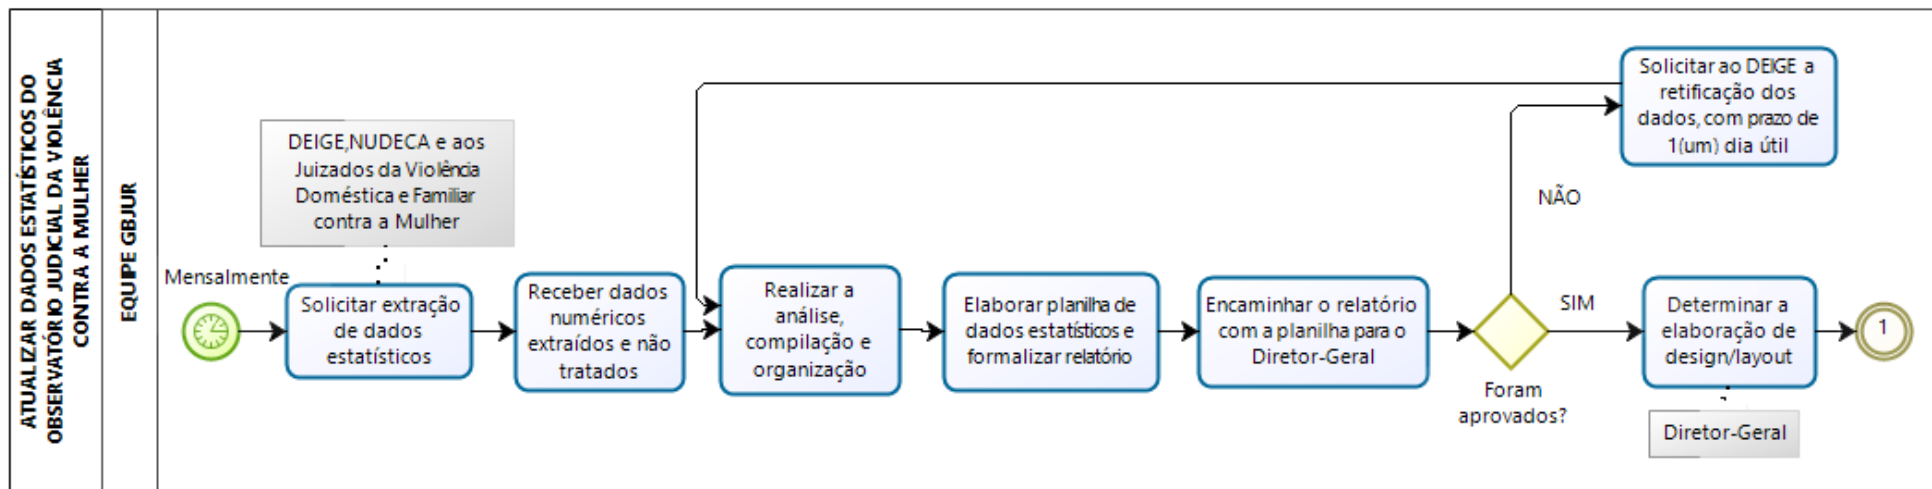 ATUALIZAR DADOS ESTATÍSTICOS DO
OBSERVATÓRIO JUDICIAL DA VIOLÊNCIA
CONTRA A MULHER
EQUIPE GBJUR
Mensalmente
DEIGE,NUDECA e aos
Juizados da Violência
Doméstica e Familiar
contra a Mulher
Solicitar extração
de dados
estatísticos
Receber dados
numéricos
extraídos e não
tratados
Realizar a
análise,
compilação e
organização
Elaborar planilha de
dados estatísticos e
formalizar relatório
Encaminhar o relatório
com a planilha para o
Diretor-Geral
Foram
aprovados?
NÃO
Solicitar ao DEIGE a
retificação dos
dados, com prazo de
1(um) dia útil
SIM
Determinar a
elaboração de
design/layout
Diretor-Geral
1